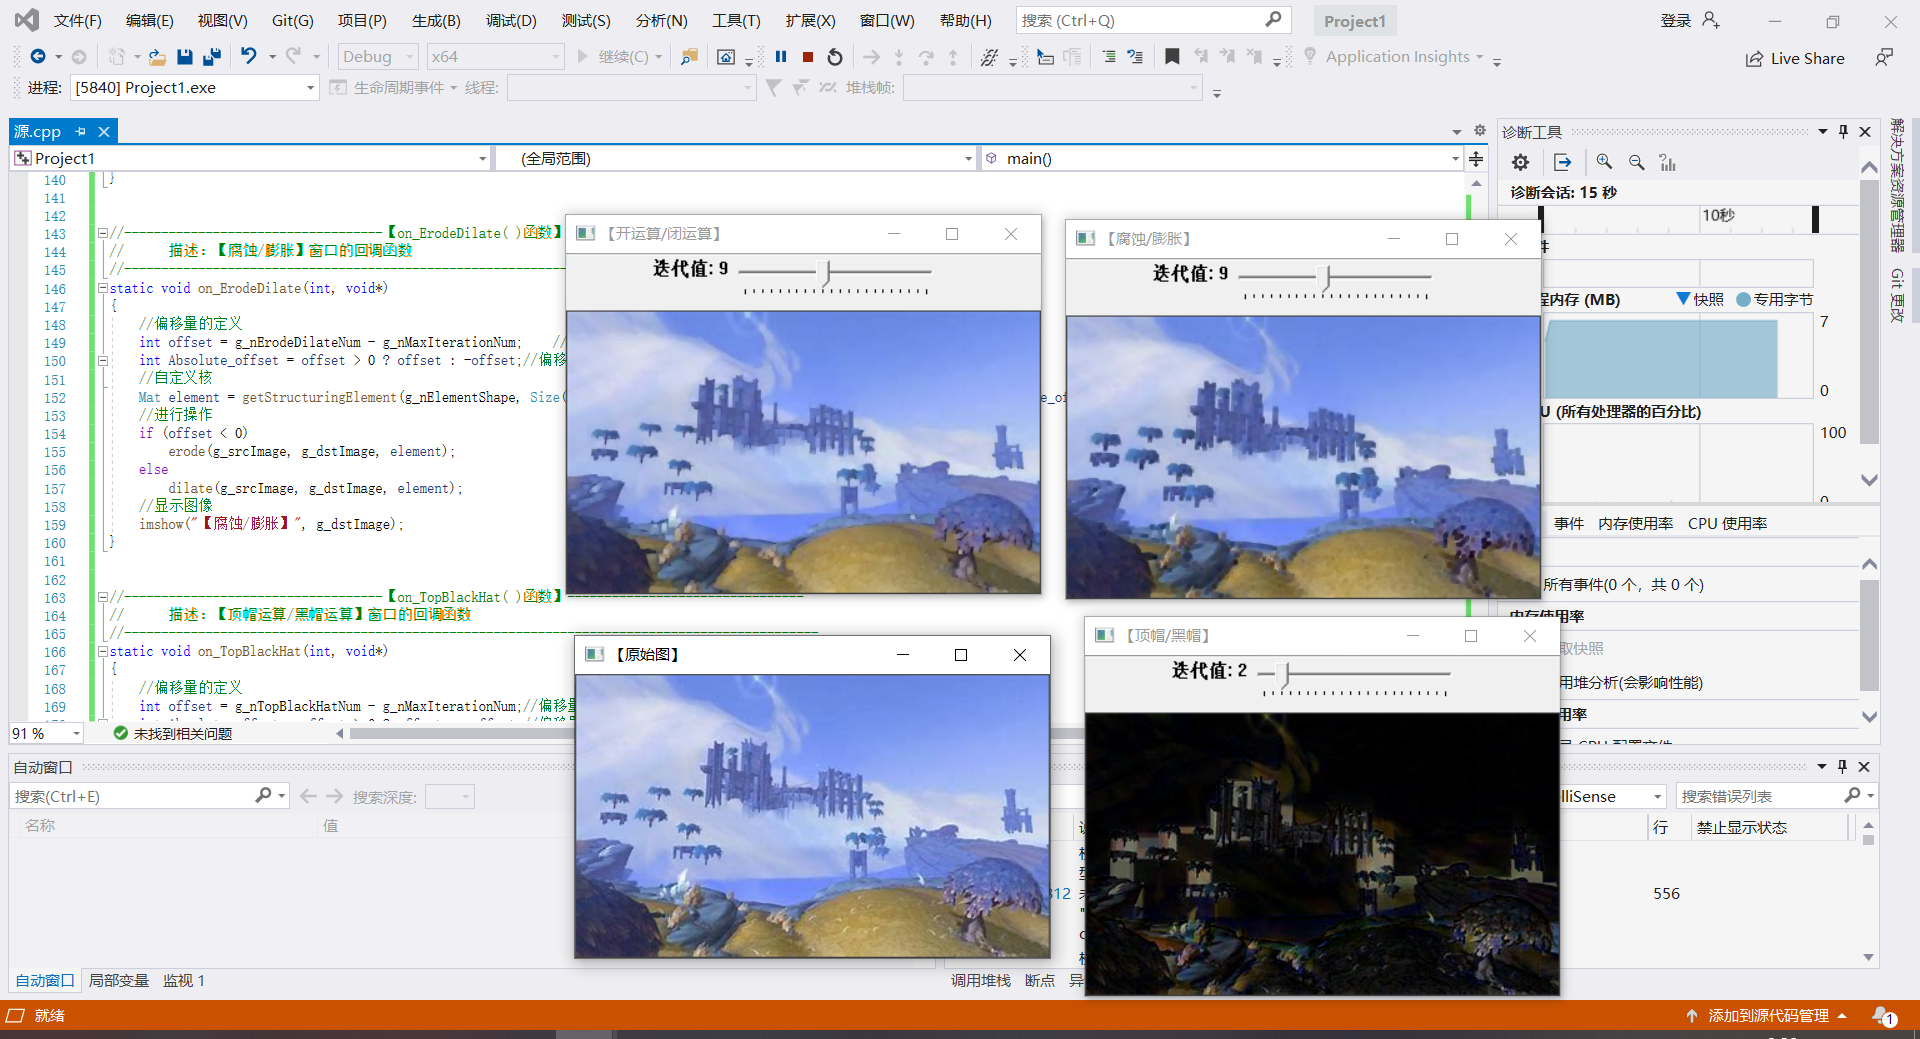 文件(F) 编辑(E) 视图(V) Git(G) 项目(P) 生成(B) 调试(D) 测试(S) 分析(N) 工具(T) 扩展(X) 窗口(W) 帮助(H) 搜索 (Ctrl+Q) Project1 登录
Debug x64 继续(C) Application Insights Live Share
进程: [5840] Project1.exe 生命周期事件 线程: 堆栈帧:
源.cpp
Project1 (全局范围) main()
140 }
141
142
143 //-----------------------------------【on_ErodeDilate( )函数】
144 // 描述：【腐蚀/膨胀】窗口的回调函数
145 //-----------------------------------------------------------
146 static void on_ErodeDilate(int, void*)
147 {
148 //偏移量的定义
149 int offset = g_nErodeDilateNum - g_nMaxIterationNum; //
150 int Absolute_offset = offset > 0 ? offset : -offset;//偏移
151 //自定义核
152 Mat element = getStructuringElement(g_nElementShape, Size(
153 //进行操作
154 if (offset < 0)
155 erode(g_srcImage, g_dstImage, element);
156 else
157 dilate(g_srcImage, g_dstImage, element);
158 //显示图像
159 imshow("【腐蚀/膨胀】", g_dstImage);
160 }
161
162
163 //-----------------------------------【on_TopBlackHat( )函数】--------------------------------
164 // 描述：【顶帽运算/黑帽运算】窗口的回调函数
165 //----------------------------------------------------------------------------------------------
166 static void on_TopBlackHat(int, void*)
167 {
168 //偏移量的定义
169 int offset = g_nTopBlackHatNum - g_nMaxIterationNum;//偏移量
91 % 未找到相关问题
【开运算/闭运算】
迭代值: 9
【腐蚀/膨胀】
迭代值: 9
【原始图】
【顶帽/黑帽】
迭代值: 2
诊断工具
诊断会话: 15 秒
10秒
件
程内存 (MB) 快照 专用字节
7
0
U (所有处理器的百分比)
100
0
事件 内存使用率 CPU 使用率
所有事件(0 个，共 0 个)
内存使用率
取快照
用堆分析(会影响性能)
用率
解决方案资源管理器
Git 更改
自动窗口
搜索(Ctrl+E) 搜索深度:
名称 值
自动窗口 局部变量 监视 1
lliSense 搜索错误列表
行 禁止显示状态
312
556
调用堆栈 断点 异
就绪 添加到源代码管理 1